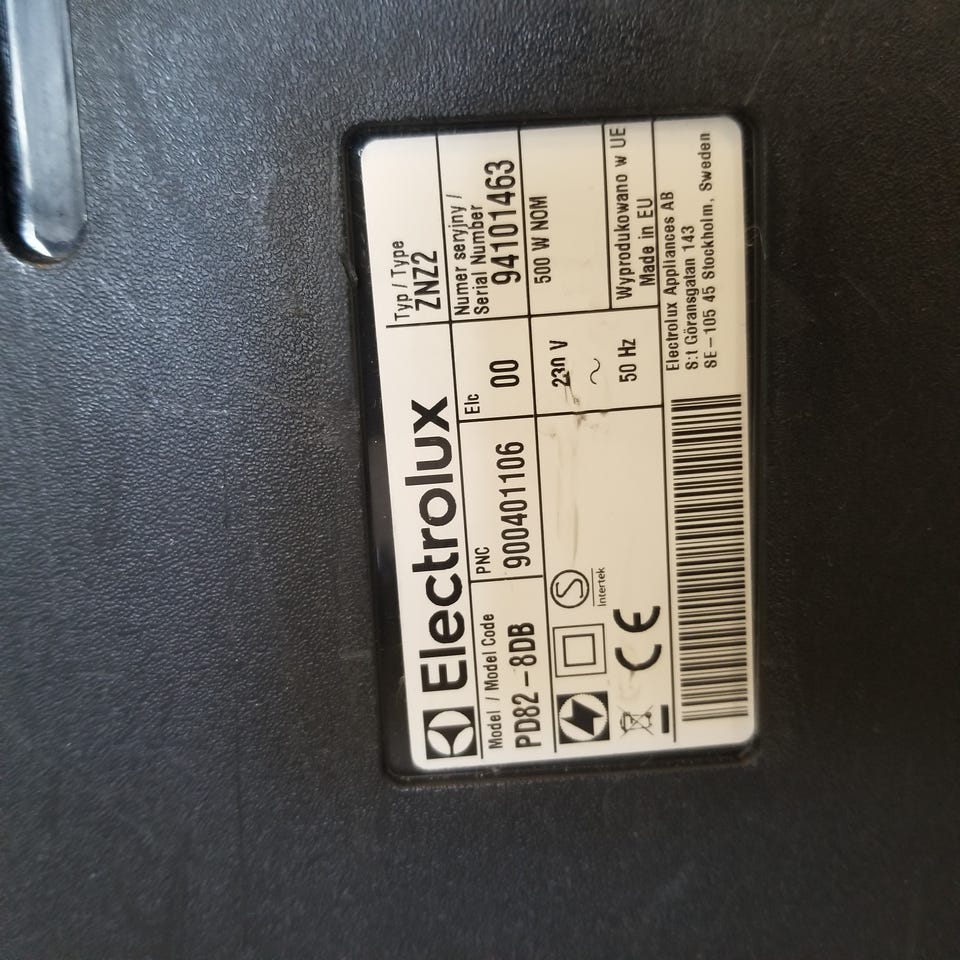 Electrolux
Typ / Type
ZNZ2
Model / Model Code
PD82-8DB
PNC
900401106
Elc
00
Numer seryjny /
Serial Number
94101463
230 V
50 Hz
500 W NOM
S
Intertek
CE
Wyprodukowano w UE
Made in EU
Electrolux Appliances AB
S:t Göransgatan 143
SE-105 45 Stockholm, Sweden